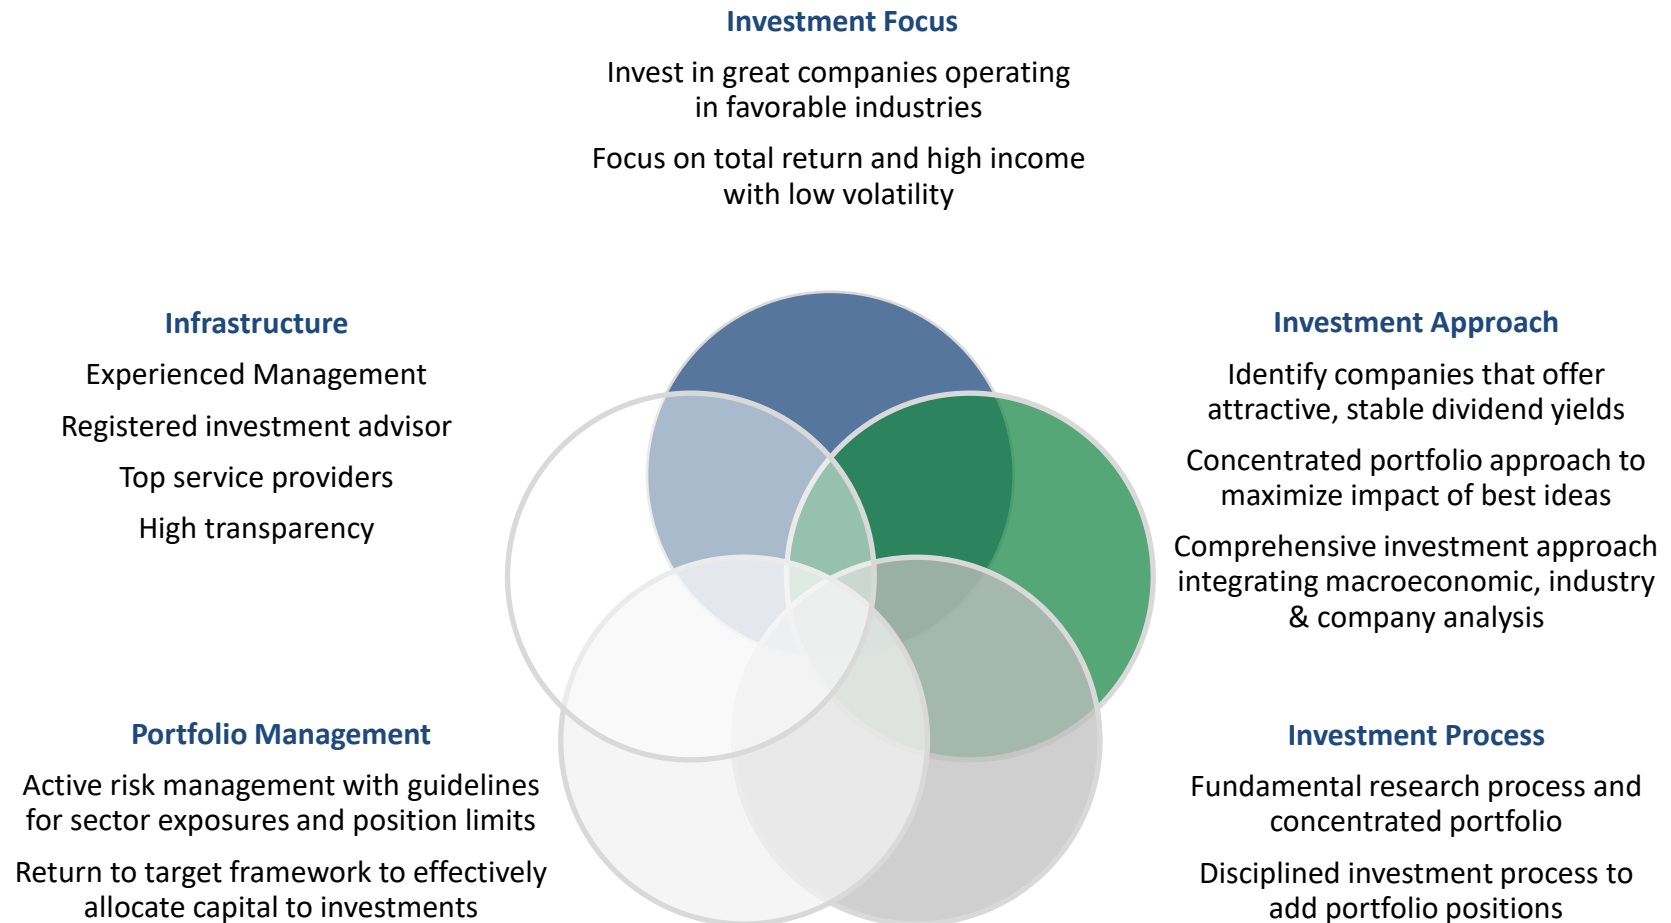 Investment Focus
Invest in great companies operating
in favorable industries
Focus on total return and high income
with low volatility
Infrastructure
Experienced Management
Registered investment advisor
Top service providers
High transparency
Investment Approach
Identify companies that offer
attractive, stable dividend yields
Concentrated portfolio approach to
maximize impact of best ideas
Comprehensive investment approach
integrating macroeconomic, industry
& company analysis
Portfolio Management
Active risk management with guidelines
for sector exposures and position limits
Return to target framework to effectively
allocate capital to investments
Investment Process
Fundamental research process and
concentrated portfolio
Disciplined investment process to
add portfolio positions